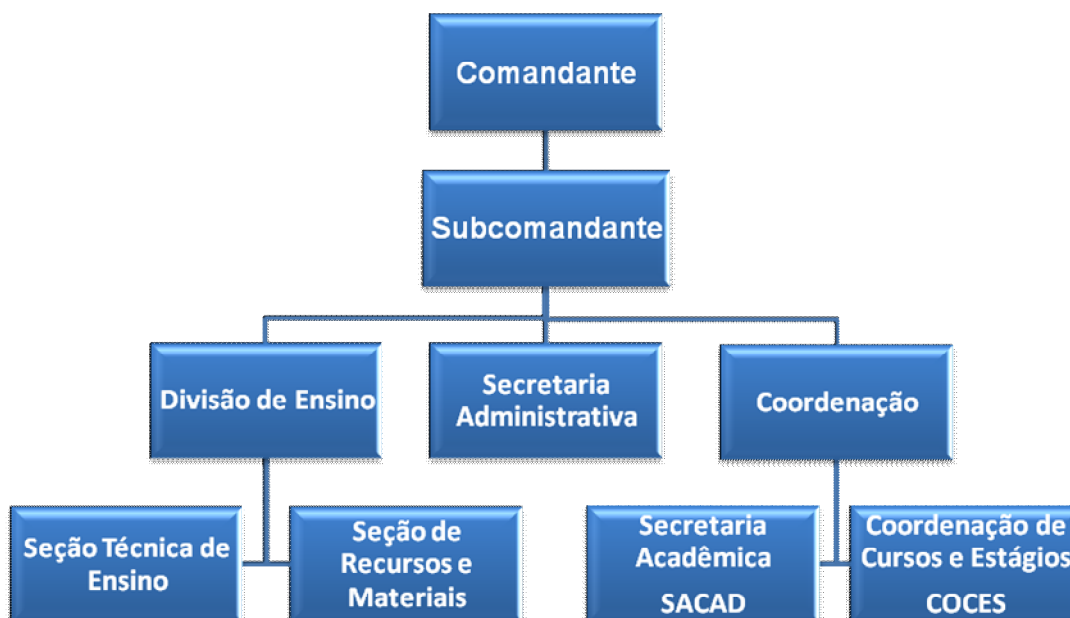 Comandante
Subcomandante
Divisão de Ensino
Secretaria
Administrativa
Coordenação
Seção Técnica de
Ensino
Seção de
Recursos e
Materiais
Secretaria
Acadêmica
SACAD
Coordenação de
Cursos e Estágios
COCES